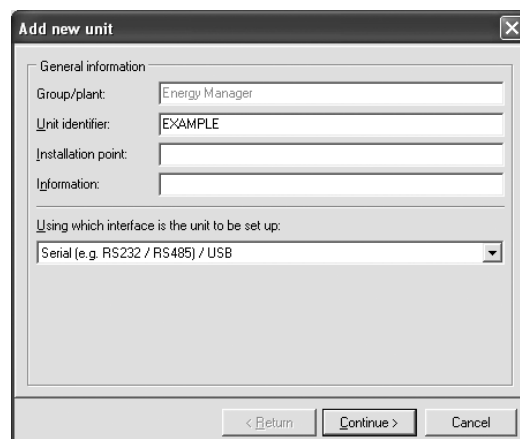 Add new unit
General information
Group/plant: Energy Manager
Unit identifier: EXAMPLE
Installation point:
Information:
Using which interface is the unit to be set up:
Serial (e.g. RS232 / RS485) / USB
< Return Continue > Cancel